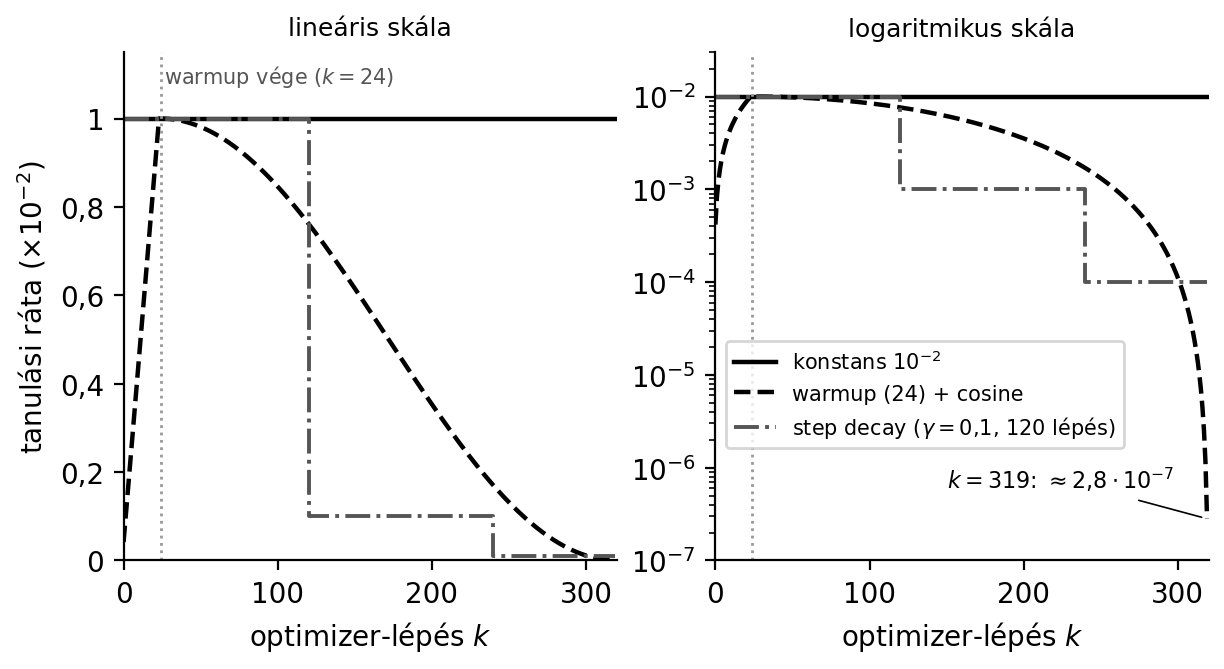 lineáris skála
warmup vége (k = 24)
1
0,8
0,6
0,4
0,2
0
tanulási ráta (×10⁻²)
0 100 200 300
optimizer-lépés k
logaritmikus skála
10⁻²
10⁻³
10⁻⁴
10⁻⁵
10⁻⁶
10⁻⁷
konstans 10⁻²
warmup (24) + cosine
step decay (γ = 0,1, 120 lépés)
k = 319: ≈ 2,8 · 10⁻⁷
0 100 200 300
optimizer-lépés k